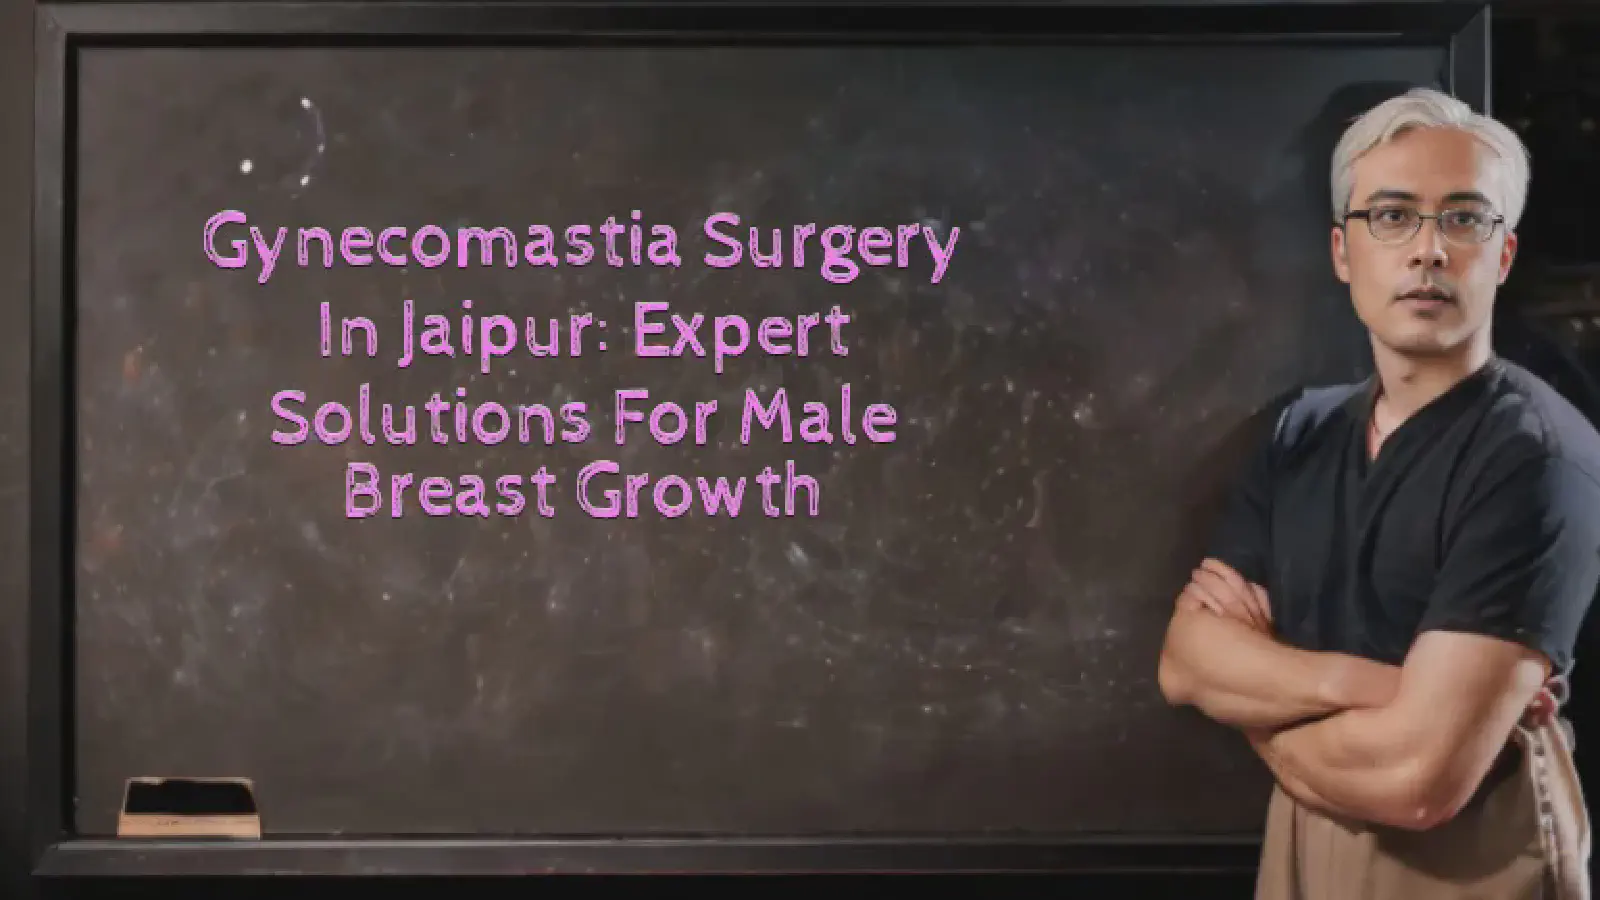 Gynecomastia Surgery
In Jaipur: Expert
Solutions For Male
Breast Growth